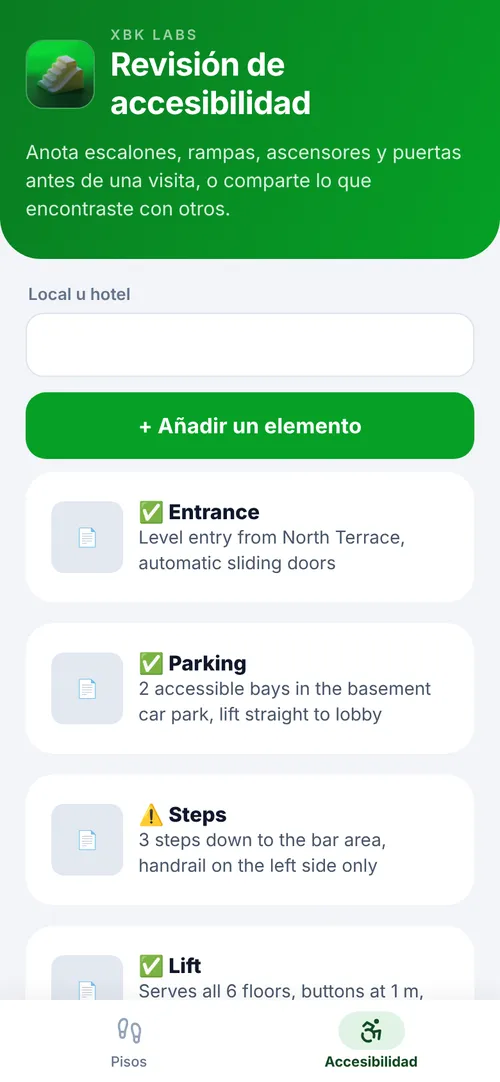 XBK LABS
Revisión de
accesibilidad
Anota escalones, rampas, ascensores y puertas
antes de una visita, o comparte lo que
encontraste con otros.
Local u hotel
+ Añadir un elemento
✅ Entrance
Level entry from North Terrace,
automatic sliding doors
✅ Parking
2 accessible bays in the basement
car park, lift straight to lobby
⚠️ Steps
3 steps down to the bar area,
handrail on the left side only
✅ Lift
Serves all 6 floors, buttons at 1 m,
Pisos
Accesibilidad